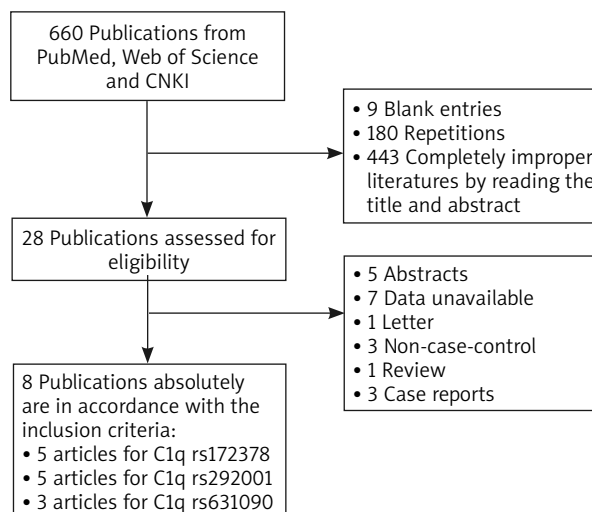 660 Publications from
PubMed, Web of Science
and CNKI
• 9 Blank entries
• 180 Repetitions
• 443 Completely improper
literatures by reading the
title and abstract
28 Publications assessed for
eligibility
• 5 Abstracts
• 7 Data unavailable
• 1 Letter
• 3 Non-case-control
• 1 Review
• 3 Case reports
8 Publications absolutely
are in accordance with the
inclusion criteria:
• 5 articles for C1q rs172378
• 5 articles for C1q rs292001
• 3 articles for C1q rs631090